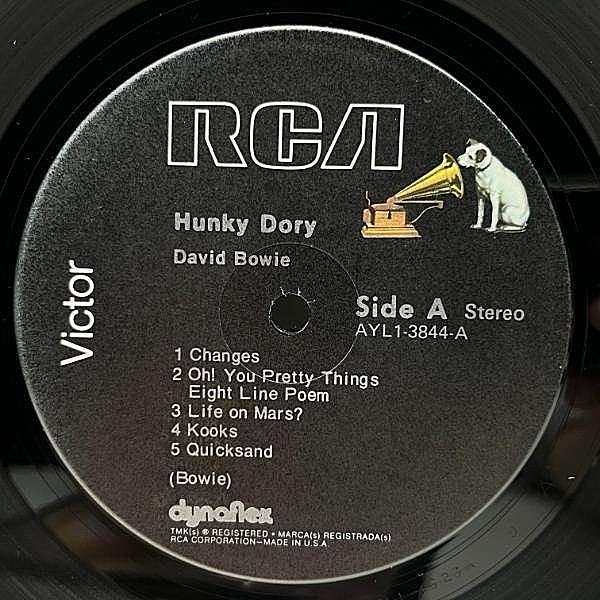 RCA
Hunky Dory
David Bowie
Victor
Side A Stereo
AYL1-3844-A
1 Changes
2 Oh! You Pretty Things
Eight Line Poem
3 Life on Mars?
4 Kooks
5 Quicksand
(Bowie)
dynaflex
TMK(s) ® REGISTERED • MARCA(s) REGISTRADA(s)
RCA CORPORATION—MADE IN U.S.A.